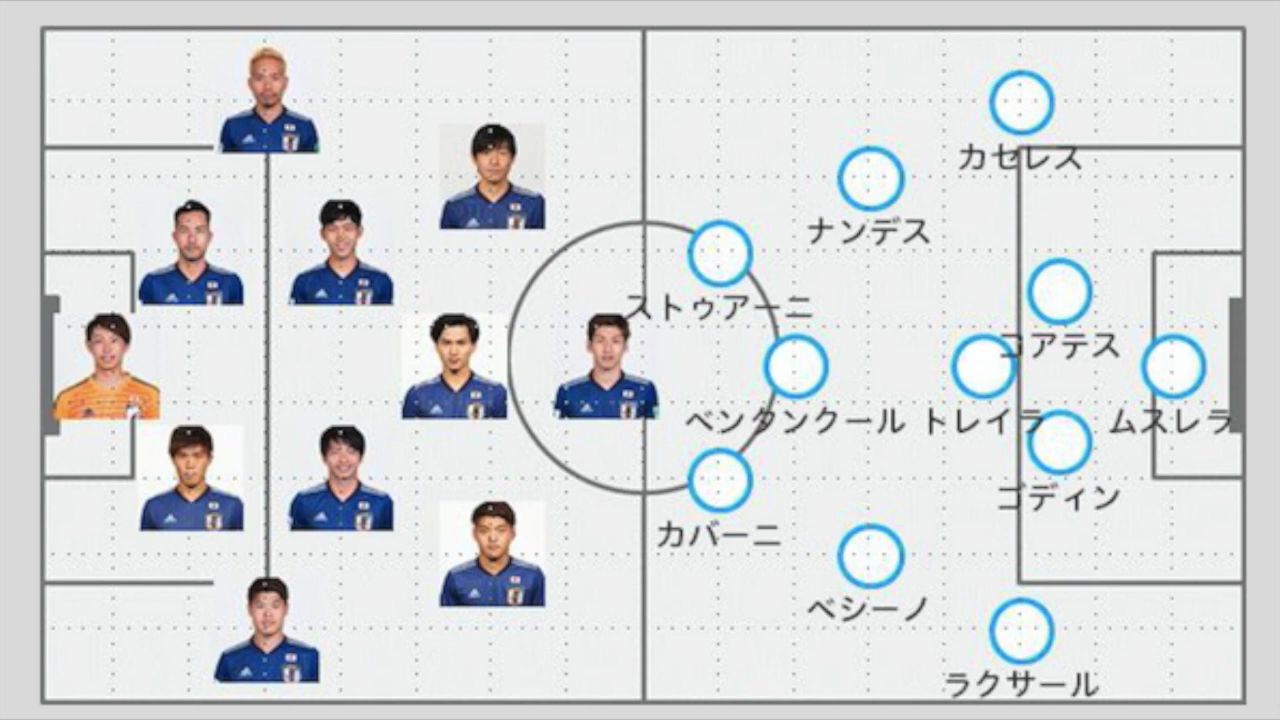 カセレス
ナンデス
ストゥアーニ
コアテス
ベンタンクール
トレイラ
ムスレラ
ゴディン
カバーニ
ベシーノ
ラクサール